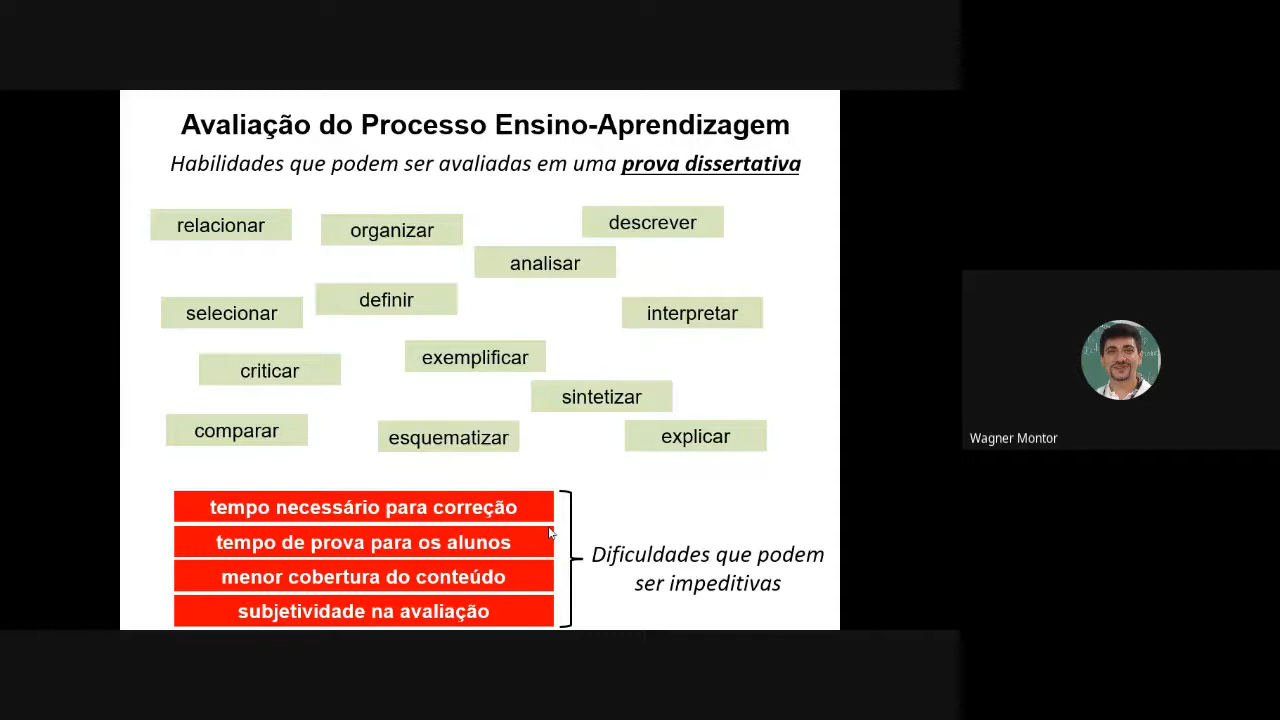 Avaliação do Processo Ensino-Aprendizagem
Habilidades que podem ser avaliadas em uma prova dissertativa
relacionar
organizar
descrever
analisar
definir
selecionar
interpretar
exemplificar
criticar
sintetizar
comparar
esquematizar
explicar
tempo necessário para correção
tempo de prova para os alunos
menor cobertura do conteúdo
subjetividade na avaliação
Dificuldades que podem
ser impeditivas
Wagner Montor